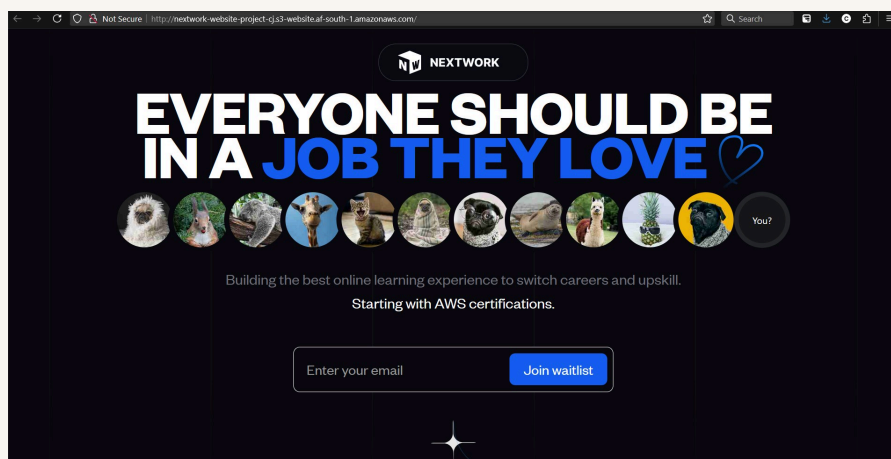 Not Secure http://nextwork-website-project-cj.s3-website.af-south-1.amazonaws.com/ Search
NW NEXTWORK
EVERYONE SHOULD BE
IN A JOB THEY LOVE
You?
Building the best online learning experience to switch careers and upskill.
Starting with AWS certifications.
Enter your email Join waitlist